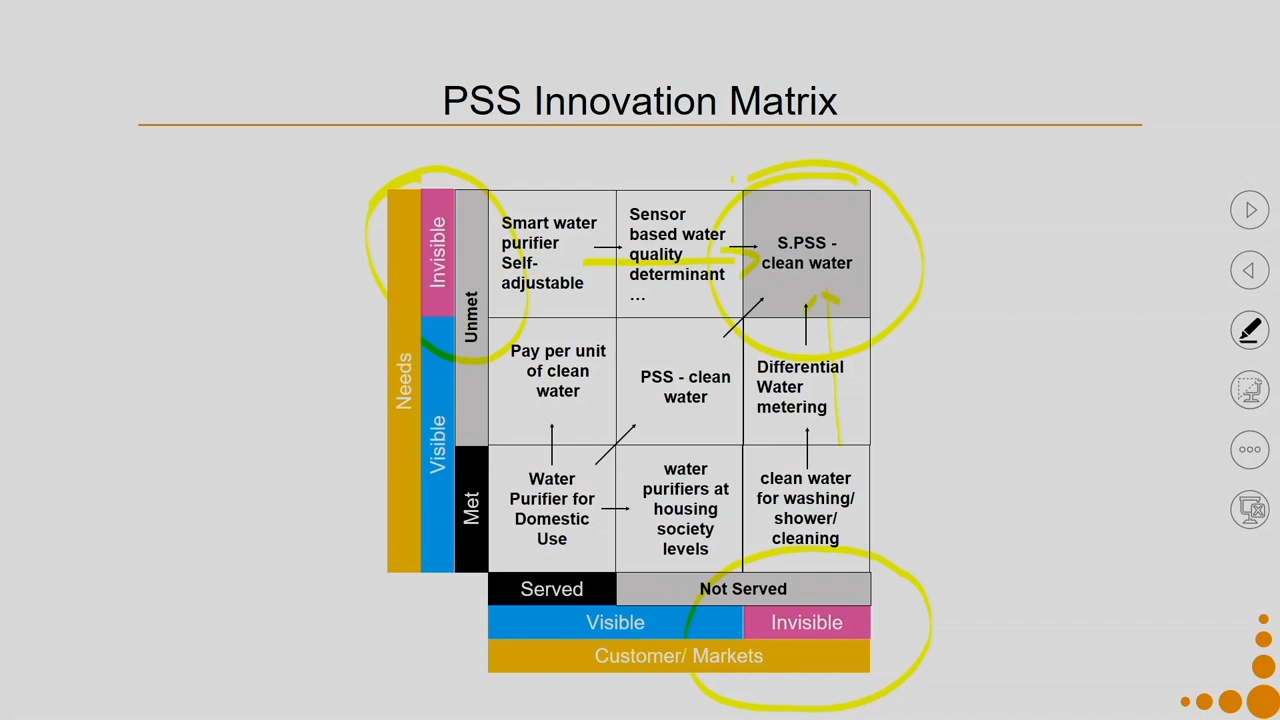 PSS Innovation Matrix
Needs
Invisible
Visible
Unmet
Met
Smart water
purifier
Self-
adjustable
Sensor
based water
quality
determinant
...
S.PSS -
clean water
Pay per unit
of clean
water
PSS - clean
water
Differential
Water
metering
Water
Purifier for
Domestic
Use
water
purifiers at
housing
society
levels
clean water
for washing/
shower/
cleaning
Served
Not Served
Visible
Invisible
Customer/ Markets